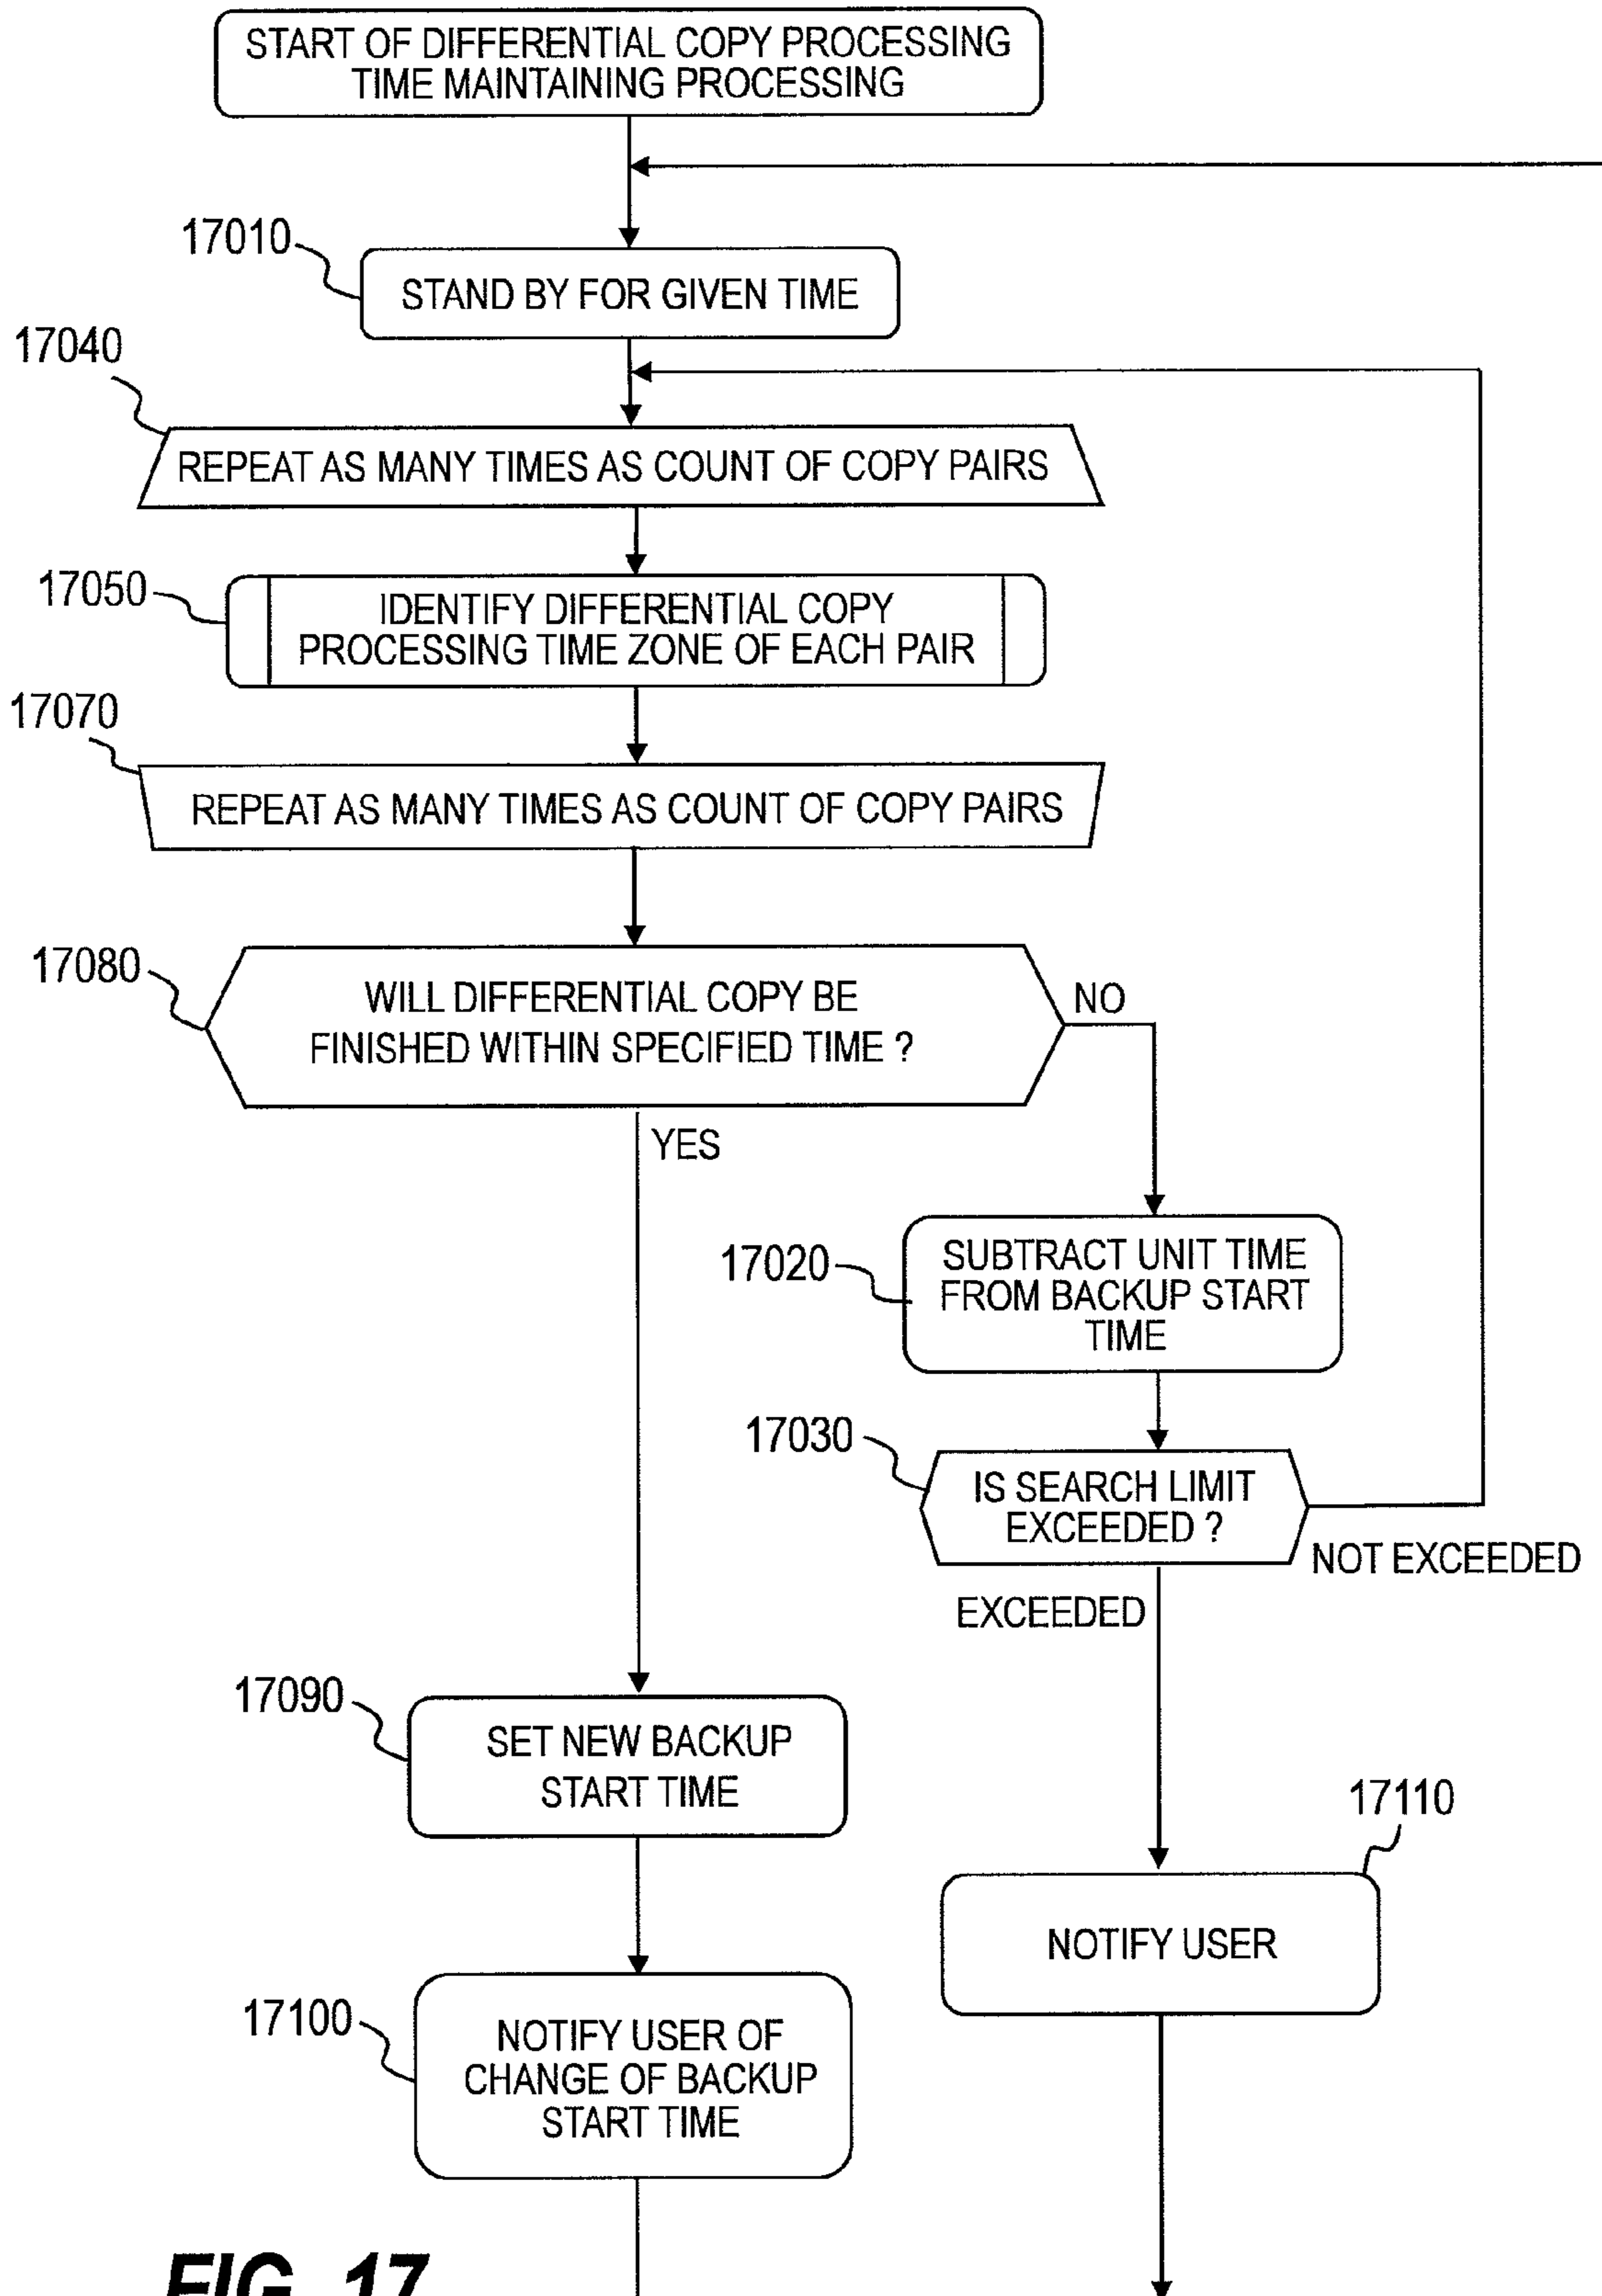 START OF DIFFERENTIAL COPY PROCESSING
TIME MAINTAINING PROCESSING
17010
STAND BY FOR GIVEN TIME
17040
REPEAT AS MANY TIMES AS COUNT OF COPY PAIRS
17050
IDENTIFY DIFFERENTIAL COPY
PROCESSING TIME ZONE OF EACH PAIR
17070
REPEAT AS MANY TIMES AS COUNT OF COPY PAIRS
17080
WILL DIFFERENTIAL COPY BE
FINISHED WITHIN SPECIFIED TIME ?
NO
YES
17020
SUBTRACT UNIT TIME
FROM BACKUP START
TIME
17030
IS SEARCH LIMIT
EXCEEDED ?
NOT EXCEEDED
EXCEEDED
17090
SET NEW BACKUP
START TIME
17110
NOTIFY USER
17100
NOTIFY USER OF
CHANGE OF BACKUP
START TIME
FIG. 17